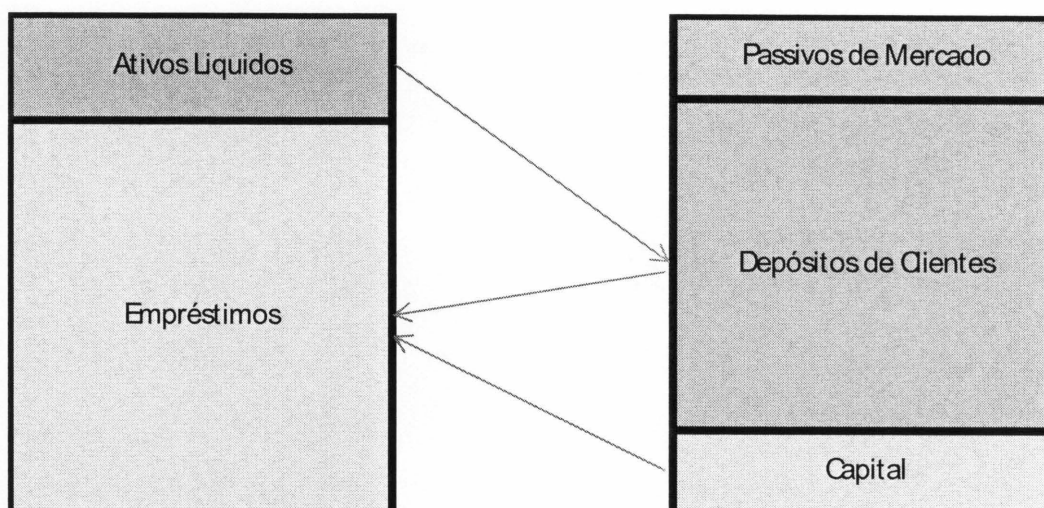 Ativos Liquidos
Empréstimos
Passivos de Mercado
Depósitos de Clientes
Capital